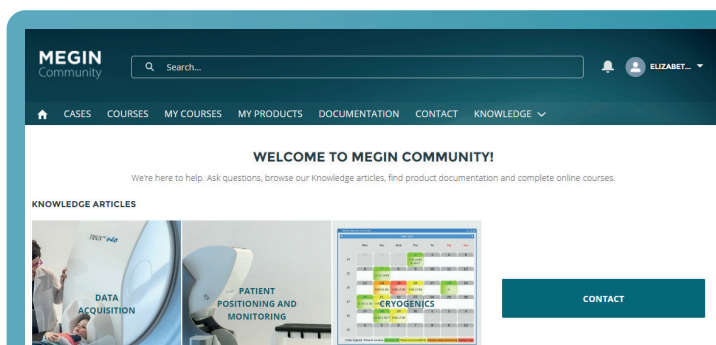 MEGIN
Community
Search...
ELIZABET...
CASES COURSES MY COURSES MY PRODUCTS DOCUMENTATION CONTACT KNOWLEDGE
WELCOME TO MEGIN COMMUNITY!
We're here to help. Ask questions, browse our Knowledge articles, find product documentation and complete online courses.
KNOWLEDGE ARTICLES
TRIUX™ neo
DATA
ACQUISITION
PATIENT
POSITIONING AND
MONITORING
CRYOGENICS
CONTACT